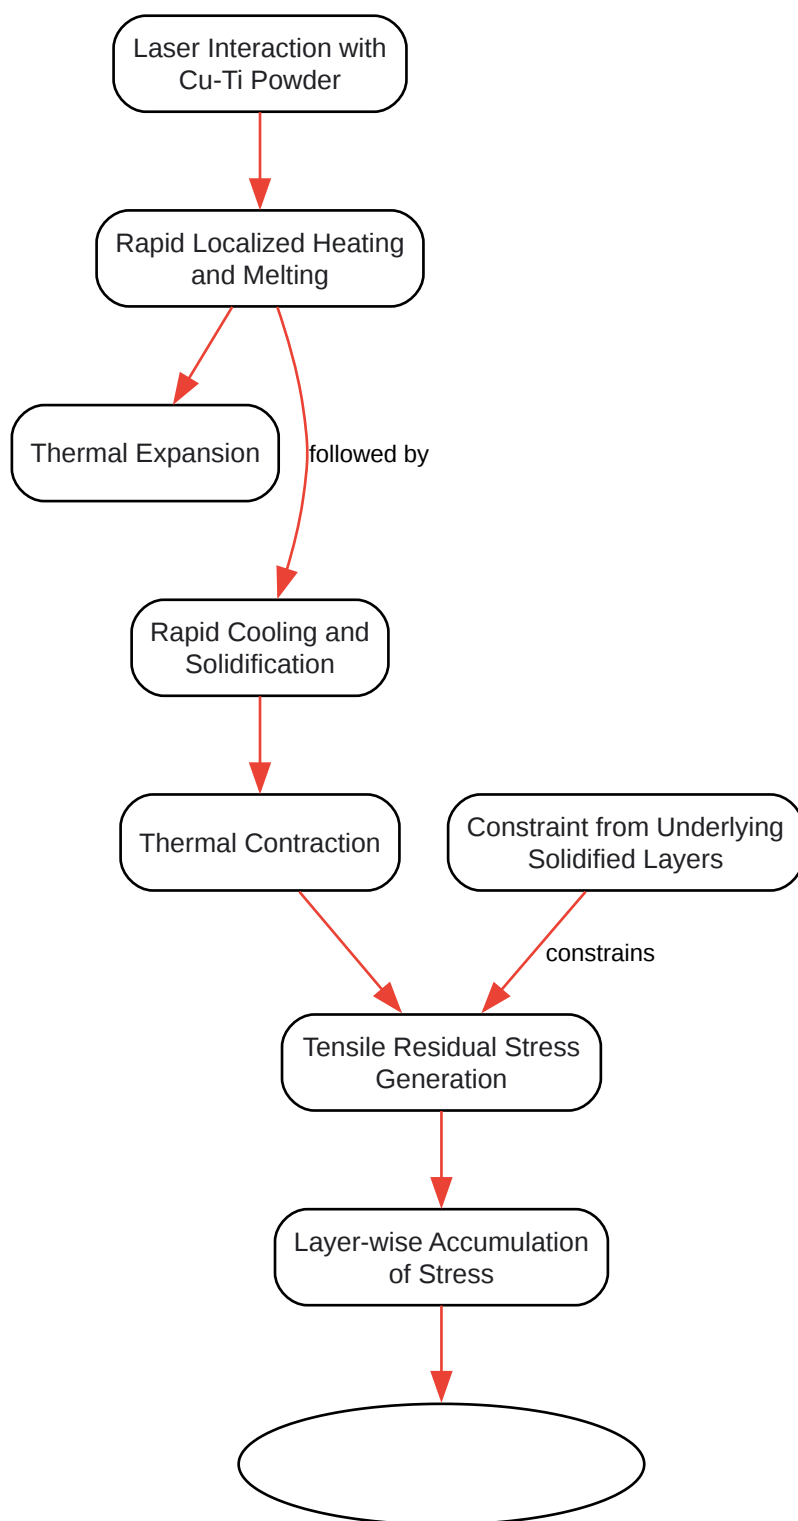 Laser Interaction with
Cu-Ti Powder
Rapid Localized Heating
and Melting
Thermal Expansion
followed by
Rapid Cooling and
Solidification
Thermal Contraction
Constraint from Underlying
Solidified Layers
constrains
Tensile Residual Stress
Generation
Layer-wise Accumulation
of Stress